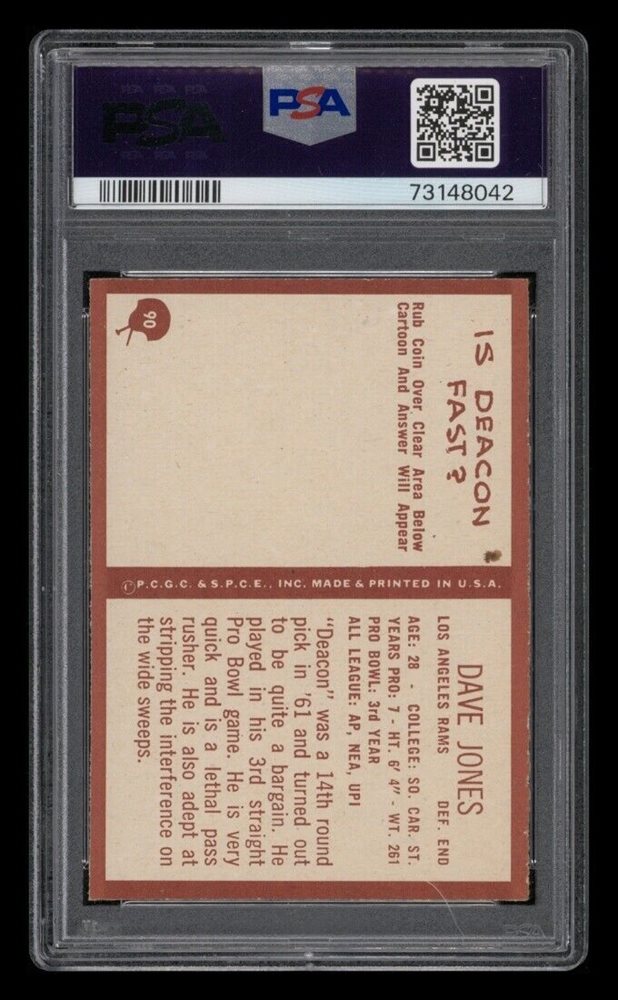 PSA
PSA
73148042
90
IS DEACON
FAST?
Rub Coin Over Clear Area Below
Cartoon And Answer Will Appear
©P.C.G.C. & S.P.C.E., INC. MADE & PRINTED IN U.S.A.
DAVE JONES
LOS ANGELES RAMS DEF. END
AGE: 28 - COLLEGE: SO. CAR. ST.
YEARS PRO: 7 - HT. 6' 4" - WT. 261
PRO BOWL: 3rd YEAR
ALL LEAGUE: AP, NEA, UPI
"Deacon" was a 14th round
pick in '61 and turned out
to be quite a bargain. He
played in his 3rd straight
Pro Bowl game. He is very
quick and is a lethal pass
rusher. He is also adept at
stripping the interference on
the wide sweeps.
PSA